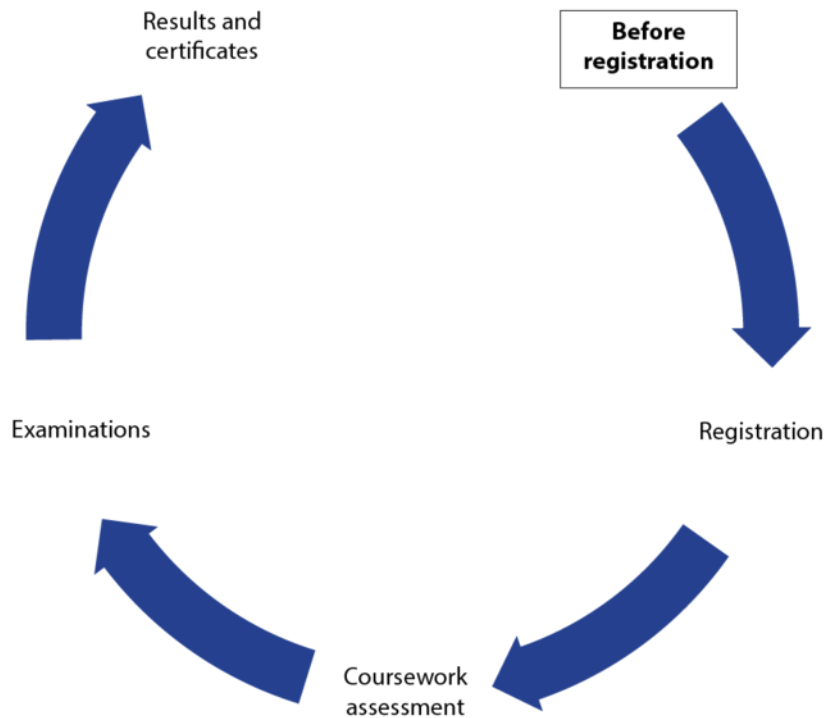 Results and
certificates
Before
registration
Examinations
Registration
Coursework
assessment